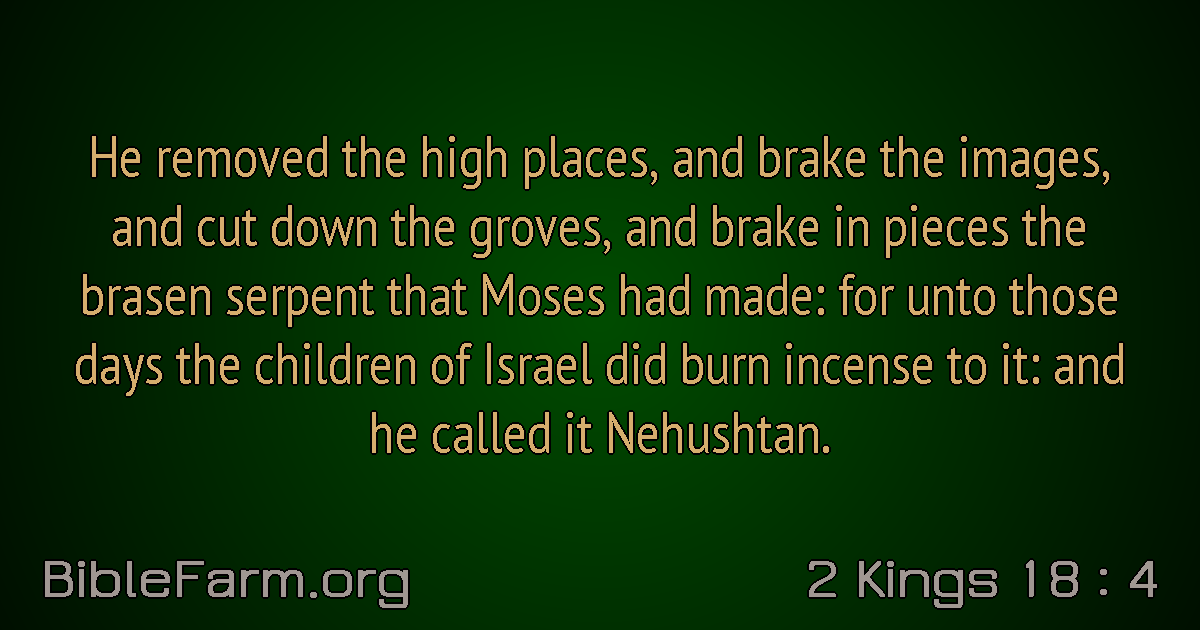 He removed the high places, and brake the images,
and cut down the groves, and brake in pieces the
brasen serpent that Moses had made: for unto those
days the children of Israel did burn incense to it: and
he called it Nehushtan.
BibleFarm.org
2 Kings 18 : 4